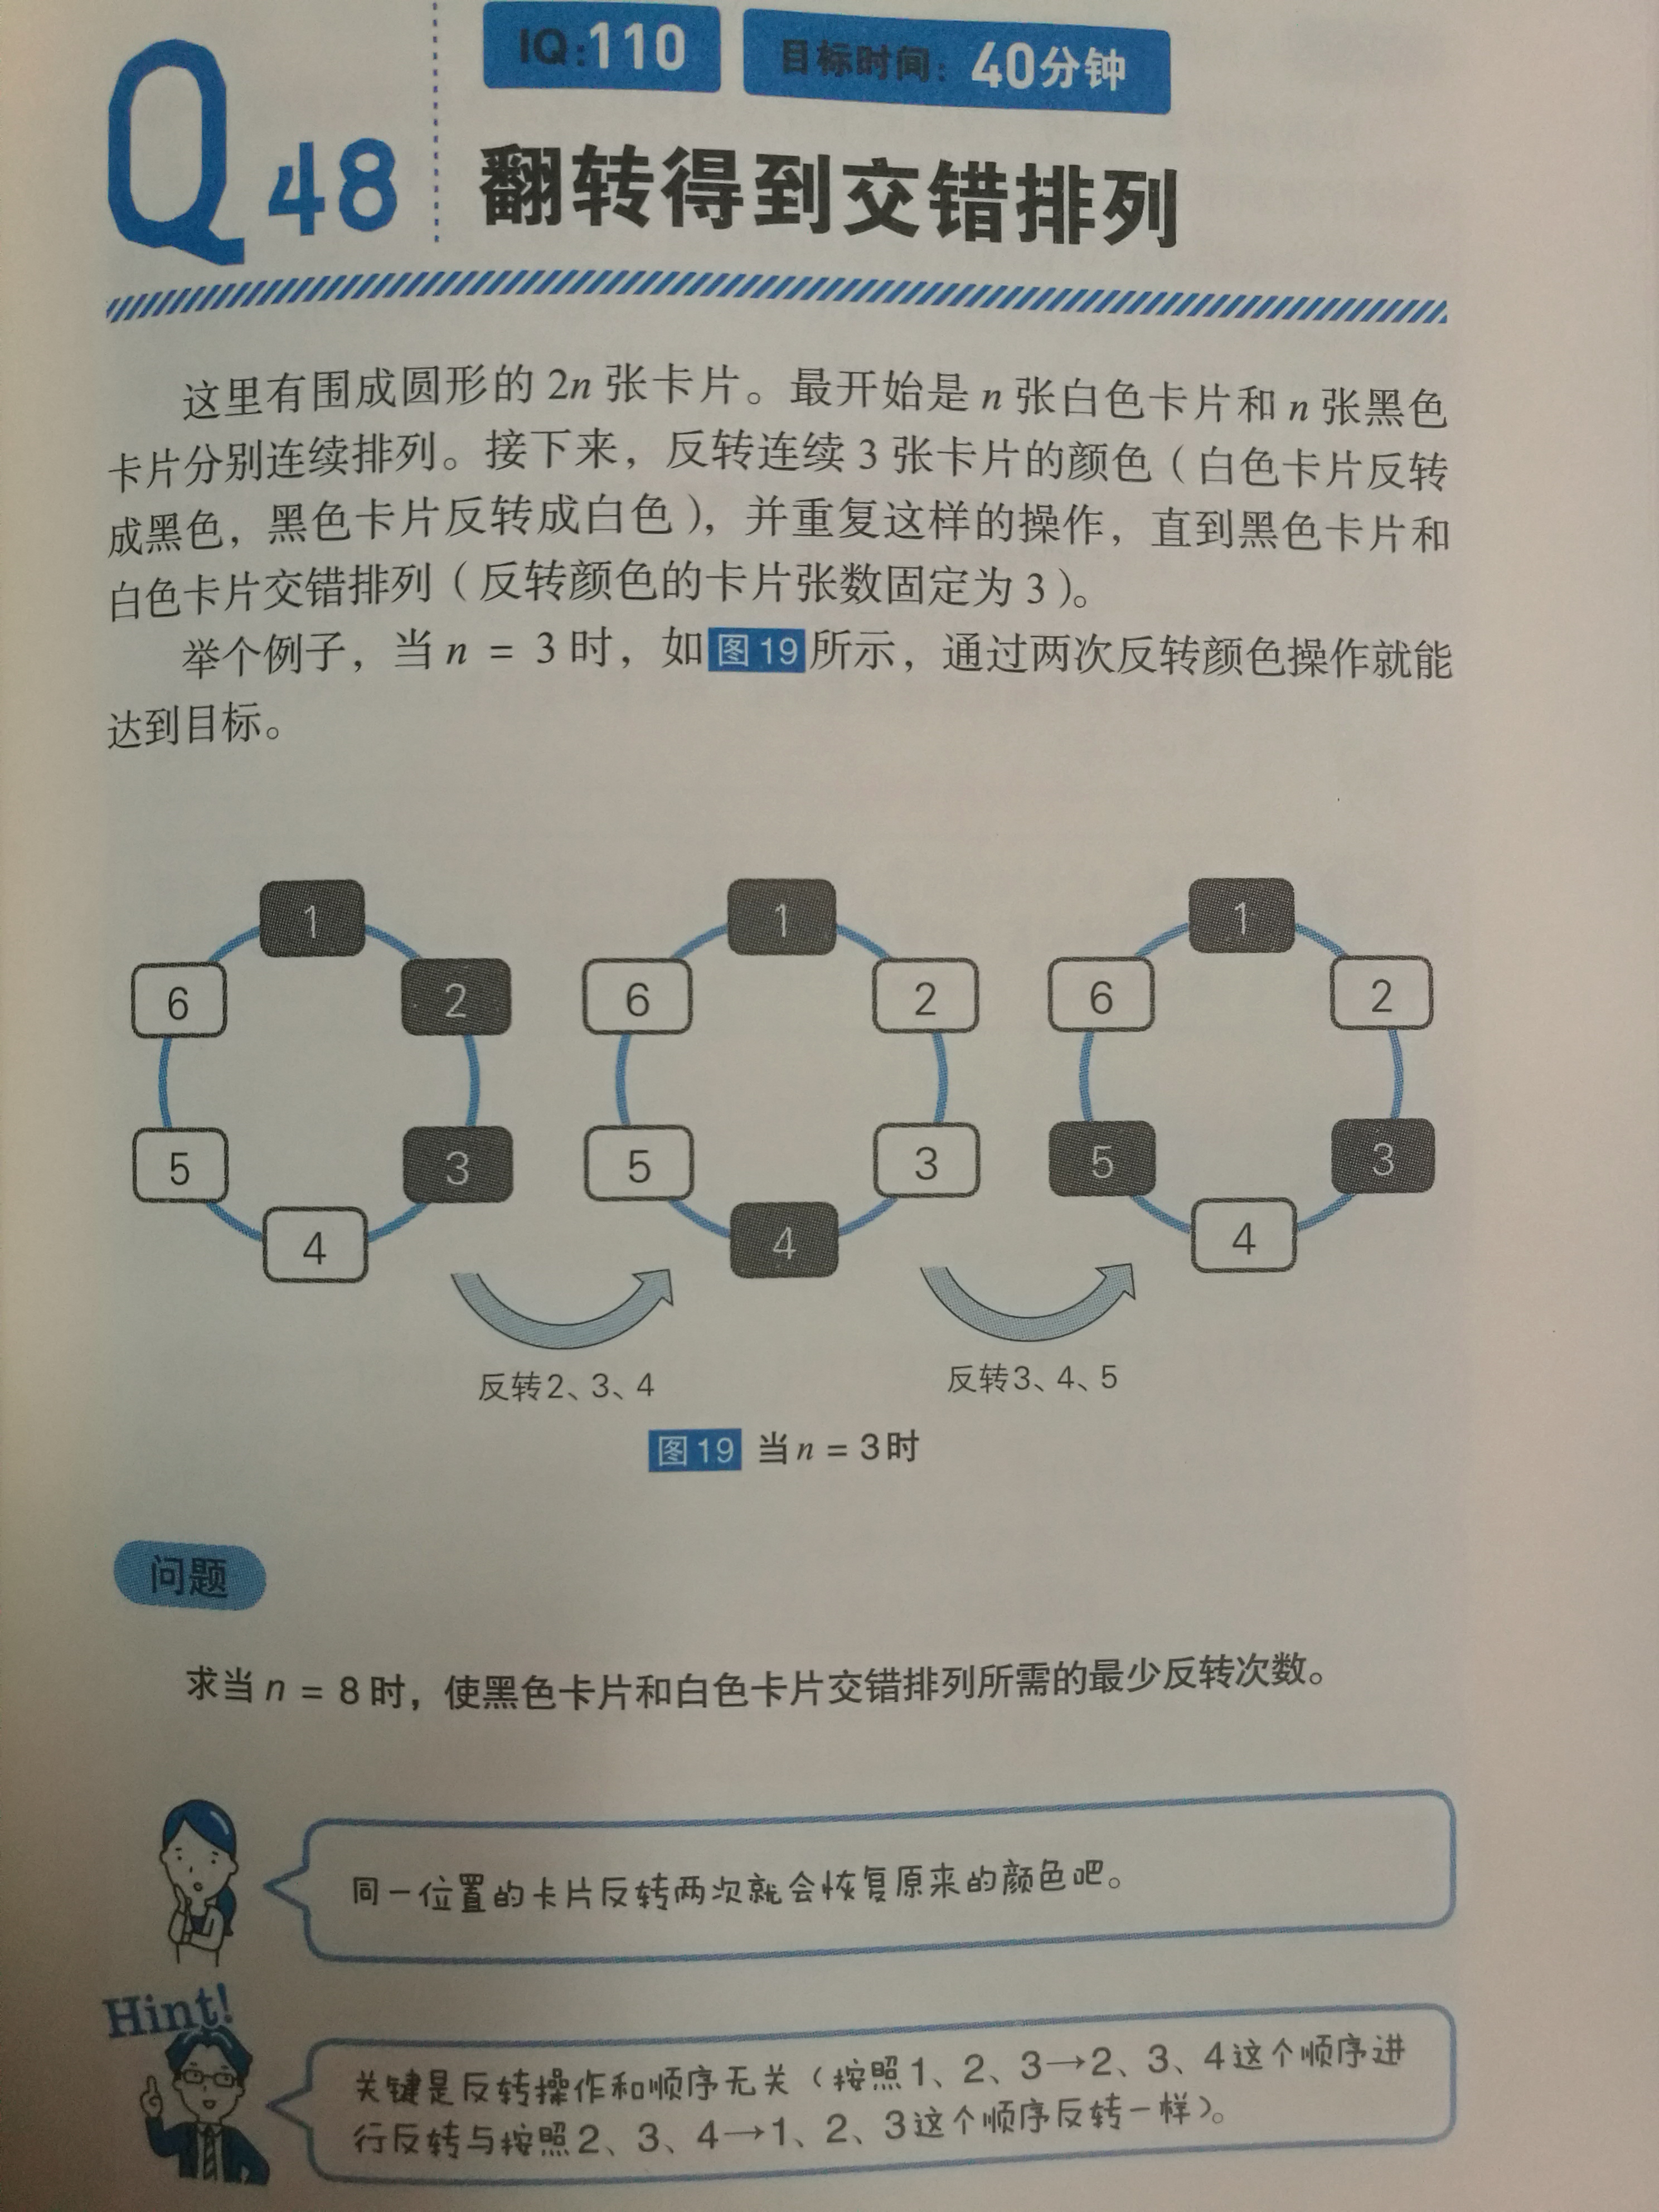 IQ:110 目标时间：40分钟
Q48 翻转得到交错排列
这里有围成圆形的 2n 张卡片。最开始是 n 张白色卡片和 n 张黑色
卡片分别连续排列。接下来，反转连续 3 张卡片的颜色（白色卡片反转
成黑色，黑色卡片反转成白色），并重复这样的操作，直到黑色卡片和
白色卡片交错排列（反转颜色的卡片张数固定为 3）。
举个例子，当 n = 3 时，如图 19所示，通过两次反转颜色操作就能
达到目标。
1 1 1
6 2 6 2 6 2
5 3 5 3 5 3
4 4 4
反转2、3、4 反转3、4、5
图 19 当 n = 3时
问题
求当 n = 8 时，使黑色卡片和白色卡片交错排列所需的最少反转次数。
同一位置的卡片反转两次就会恢复原来的颜色吧。
Hint!
关键是反转操作和顺序无关（按照1、2、3→2、3、4这个顺序进
行反转与按照2、3、4→1、2、3这个顺序反转一样）。